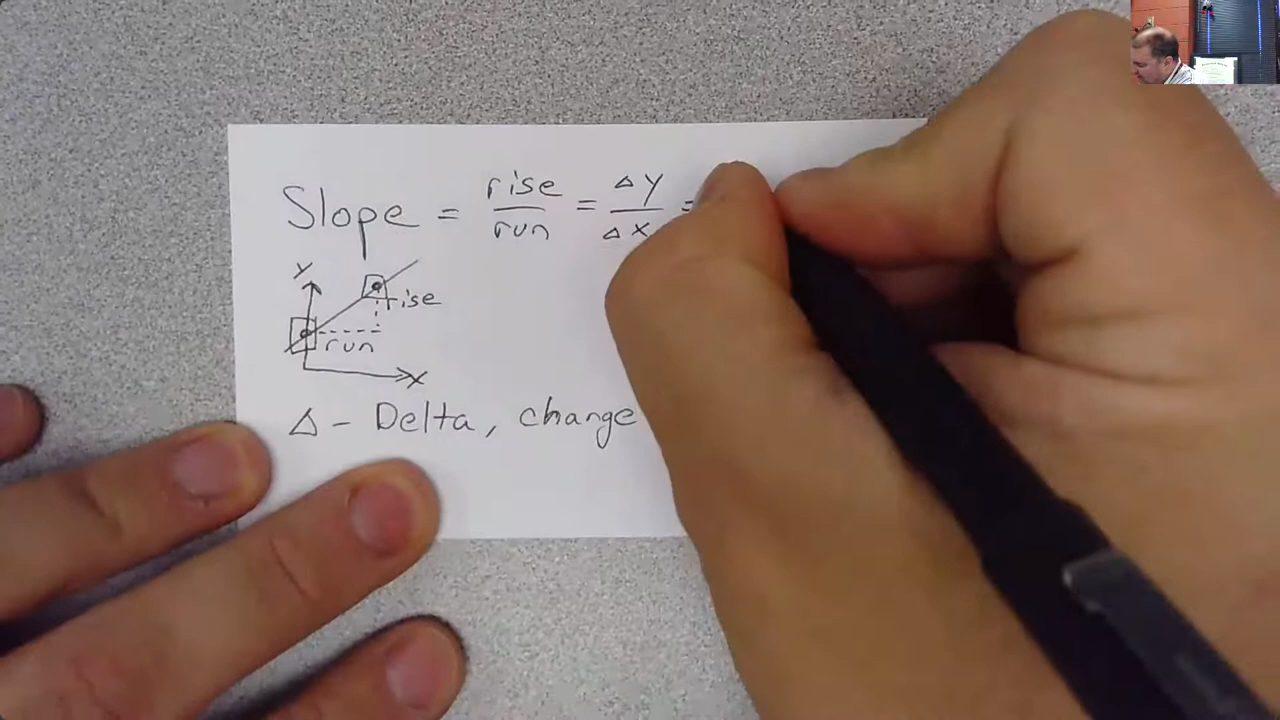 Slope = rise/run = Δy/Δx =
y
rise
run
x
Δ - Delta, change